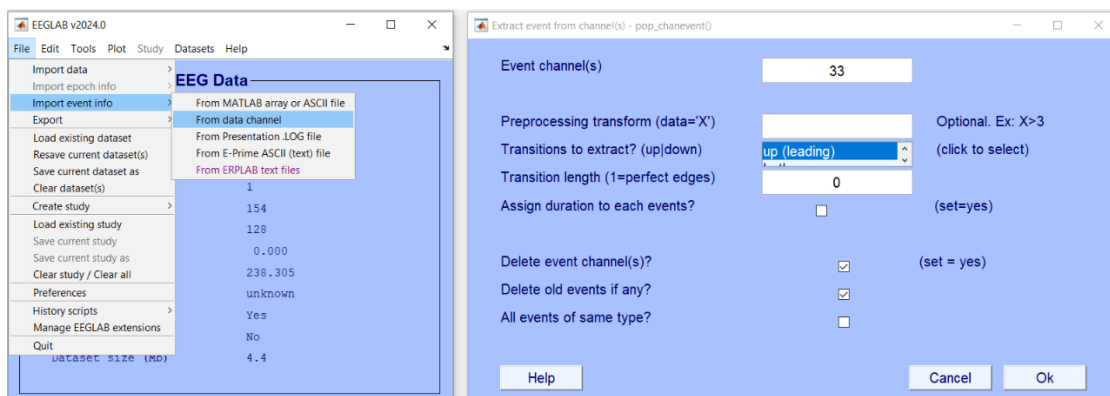 EEGLAB v2024.0
File Edit Tools Plot Study Datasets Help
Import data
Import epoch info
Import event info
Export
Load existing dataset
Resave current dataset(s)
Save current dataset as
Clear dataset(s)
Create study
Load existing study
Save current study
Save current study as
Clear study / Clear all
Preferences
History scripts
Manage EEGLAB extensions
Quit
From MATLAB array or ASCII file
From data channel
From Presentation .LOG file
From E-Prime ASCII (text) file
From ERPLAB text files
EEG Data
1
154
128
0.000
238.305
unknown
Yes
No
Dataset size (Mb) 4.4
Extract event from channel(s) - pop_chanevent()
Event channel(s) 33
Preprocessing transform (data='X') Optional. Ex: X>3
Transitions to extract? (up|down) up (leading) (click to select)
Transition length (1=perfect edges) 0
Assign duration to each events? (set=yes)
Delete event channel(s)? (set = yes)
Delete old events if any?
All events of same type?
Help Cancel Ok